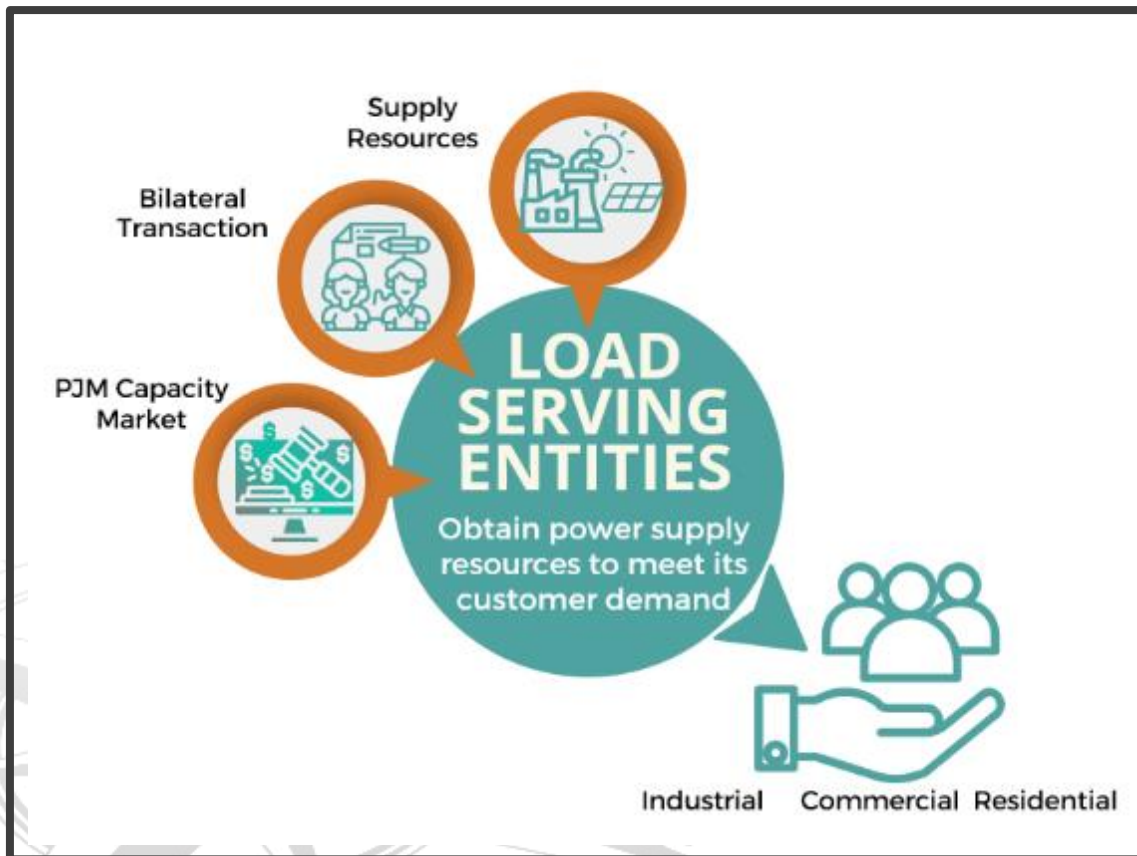 Supply
Resources
Bilateral
Transaction
PJM Capacity
Market
LOAD
SERVING
ENTITIES
Obtain power supply
resources to meet its
customer demand
$ $ $ $ $
Industrial Commercial Residential